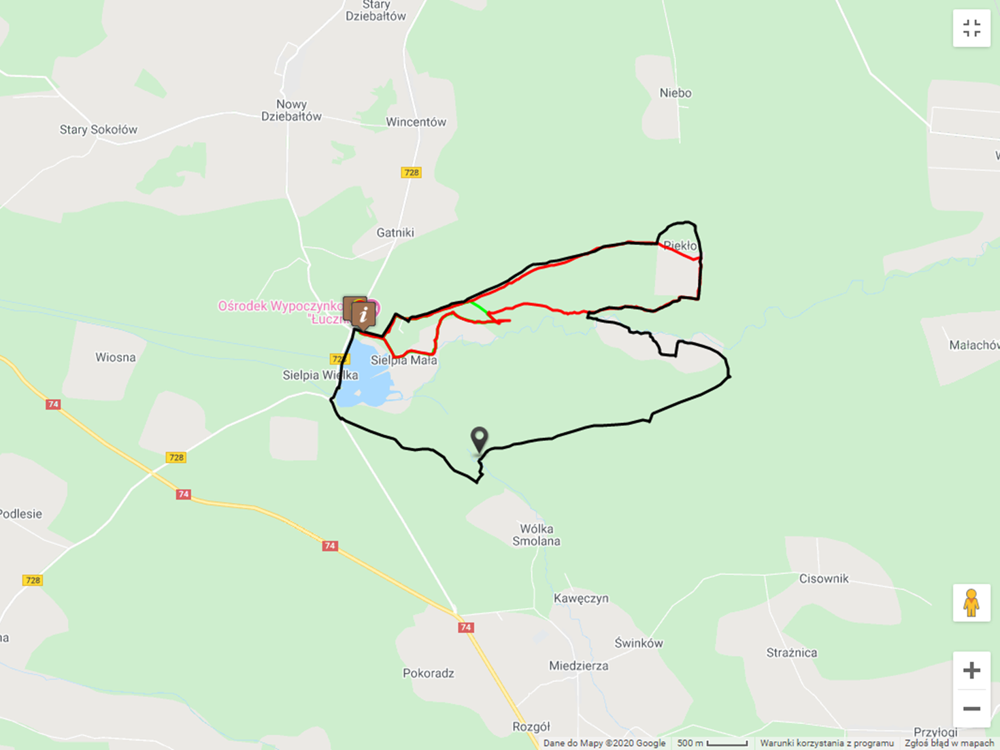 Stary
Dziebałtów
Niebo
Nowy
Dziebałtów
Wincentów
Stary Sokołów
728
Gatniki
Piekło
Ośrodek Wypoczynko
"Łuczn
i
Wiosna
728
Sielpia Mała
Małachów
Sielpia Wielka
74
728
74
Podlesie
Wólka
Smolana
74
728
Cisownik
Kawęczyn
74
Świnków
Strażnica
Miedzierza
Pokoradz
Rozgół
Przyłogi
Dane do Mapy ©2020 Google
500 m
Warunki korzystania z programu
Zgłoś błąd w mapach